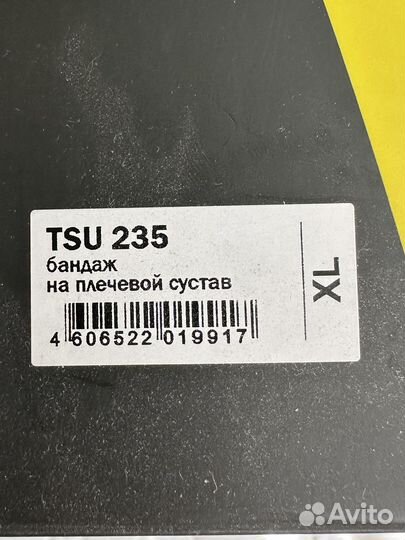 TSU 235
бандаж
на плечевой сустав
4 606522 019917
XL
Avito